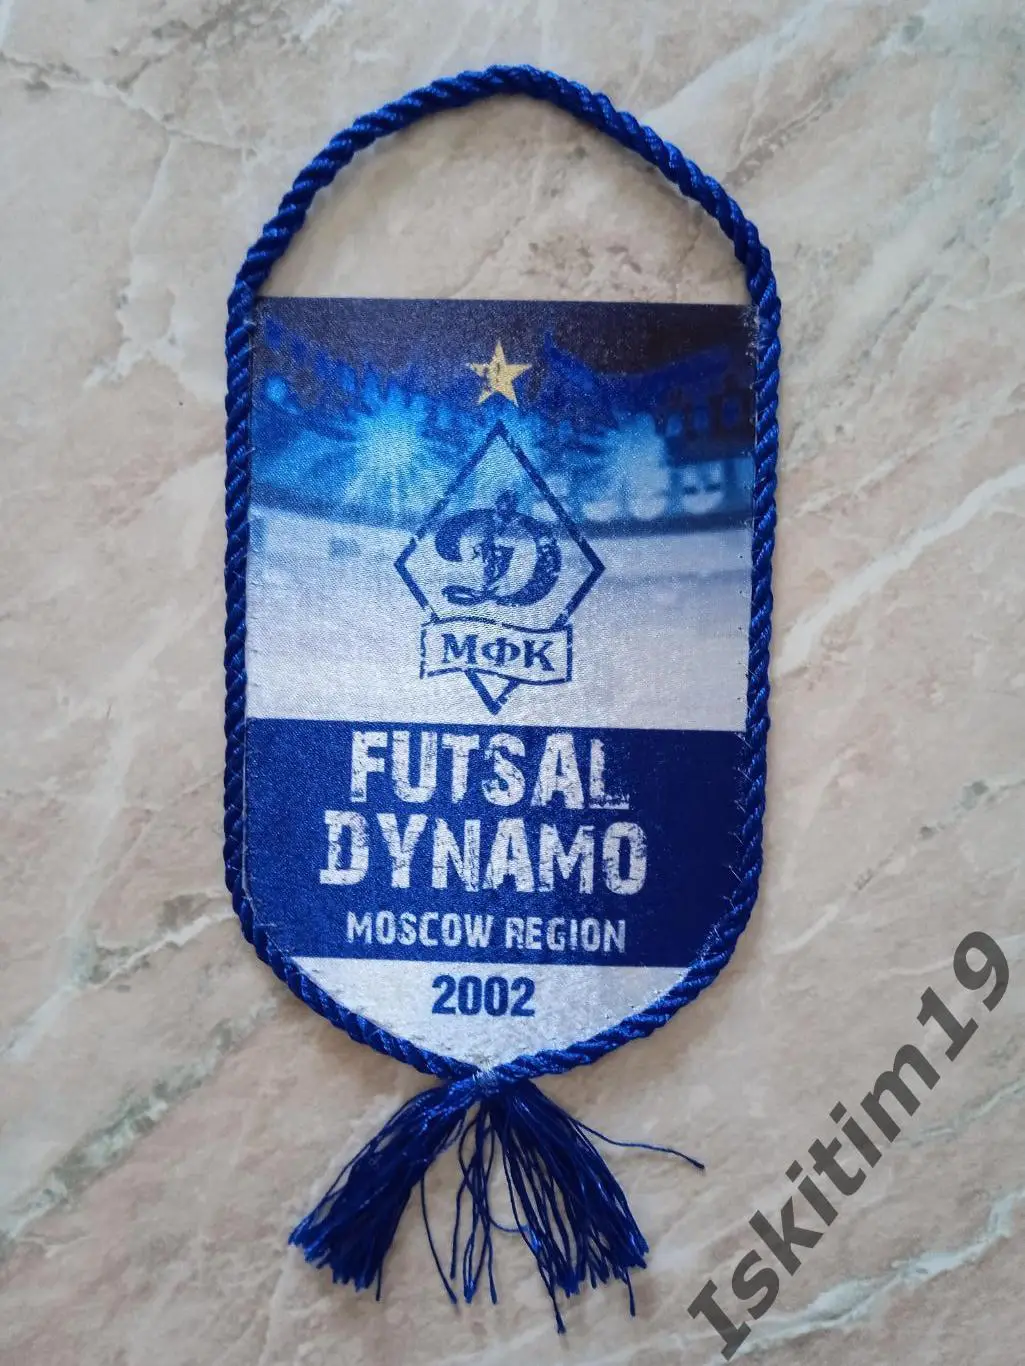 Д
МФК
FUTSAL
DYNAMO
MOSCOW REGION
2002
Iskitim19